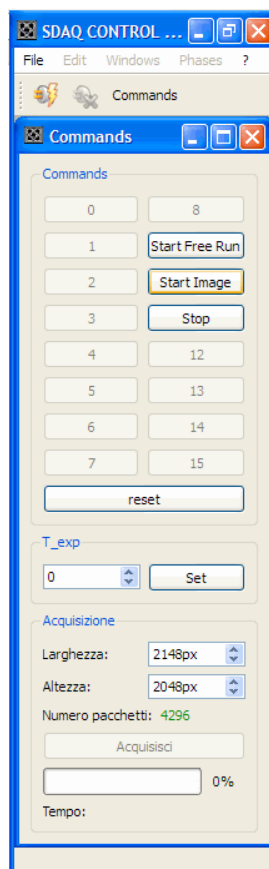 SDAQ CONTROL ...
File Edit Windows Phases ?
Commands
Commands
Commands
0 8
1 Start Free Run
2 Start Image
3 Stop
4 12
5 13
6 14
7 15
reset
T_exp
0 Set
Acquisizione
Larghezza: 2148px
Altezza: 2048px
Numero pacchetti: 4296
Acquisisci
0%
Tempo: